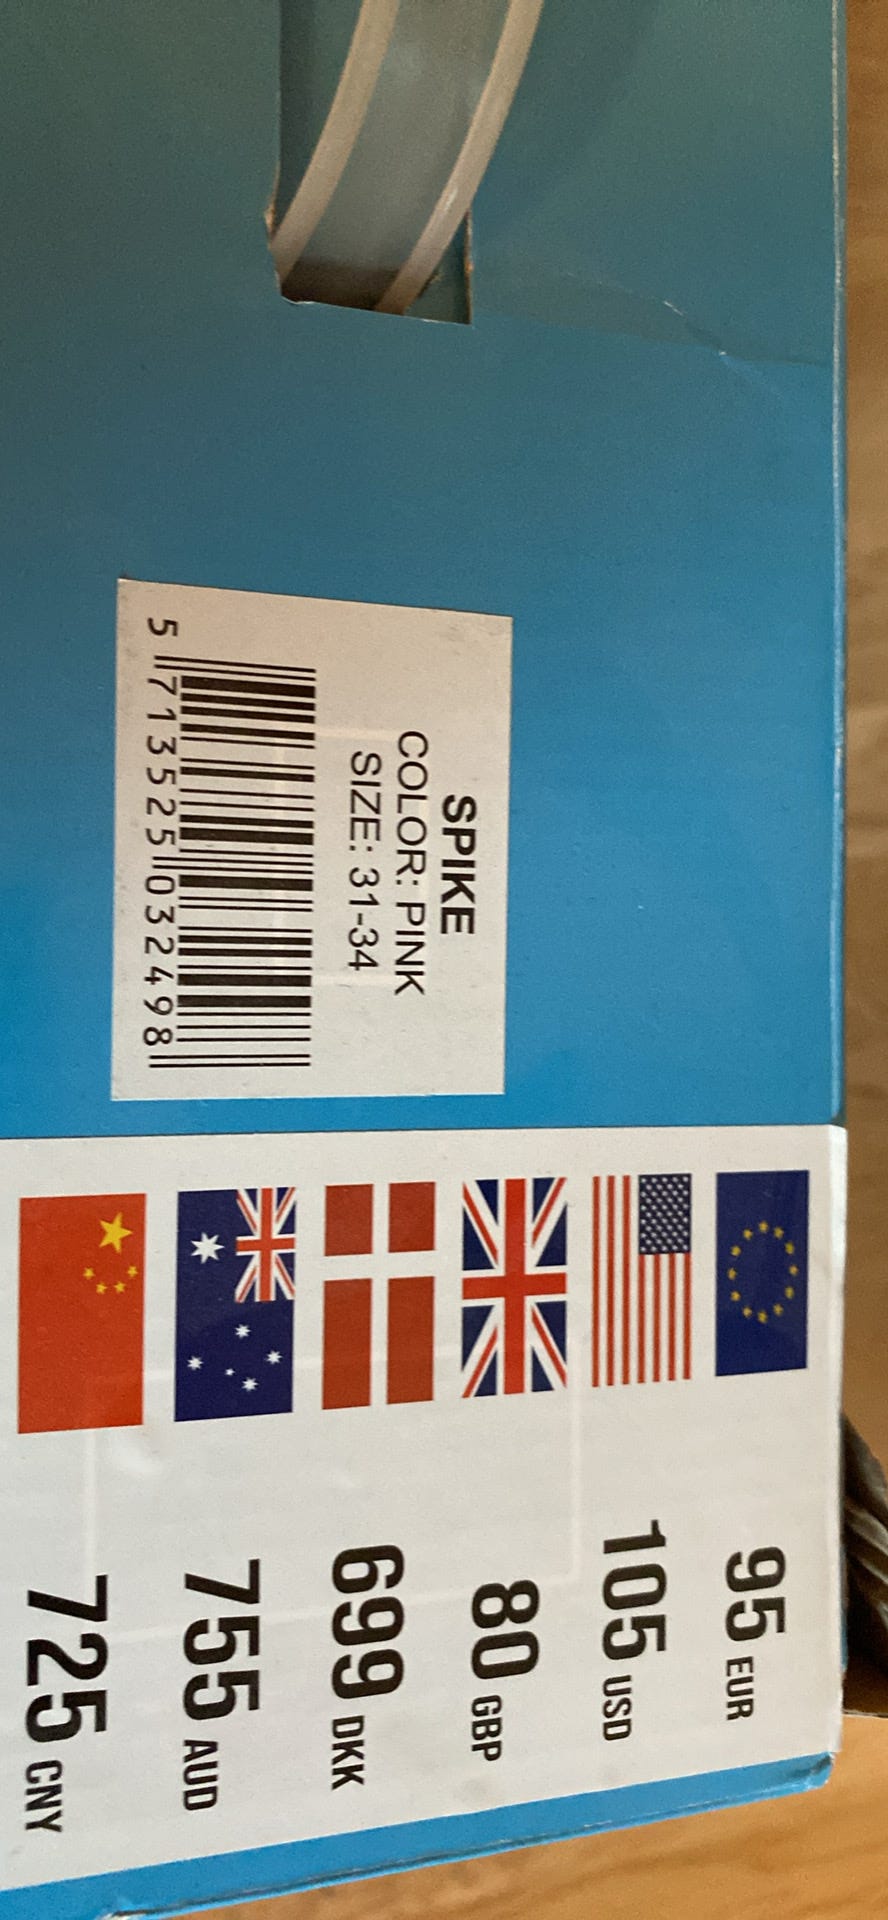 SPIKE
COLOR: PINK
SIZE: 31-34
5 713525 032498
95 EUR
105 USD
80 GBP
699 DKK
755 AUD
725 CNY